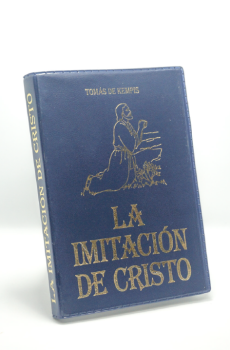 TOMÁS DE KEMPIS
LA
IMITACIÓN
DE CRISTO
LA IMITACIÓN DE CRISTO